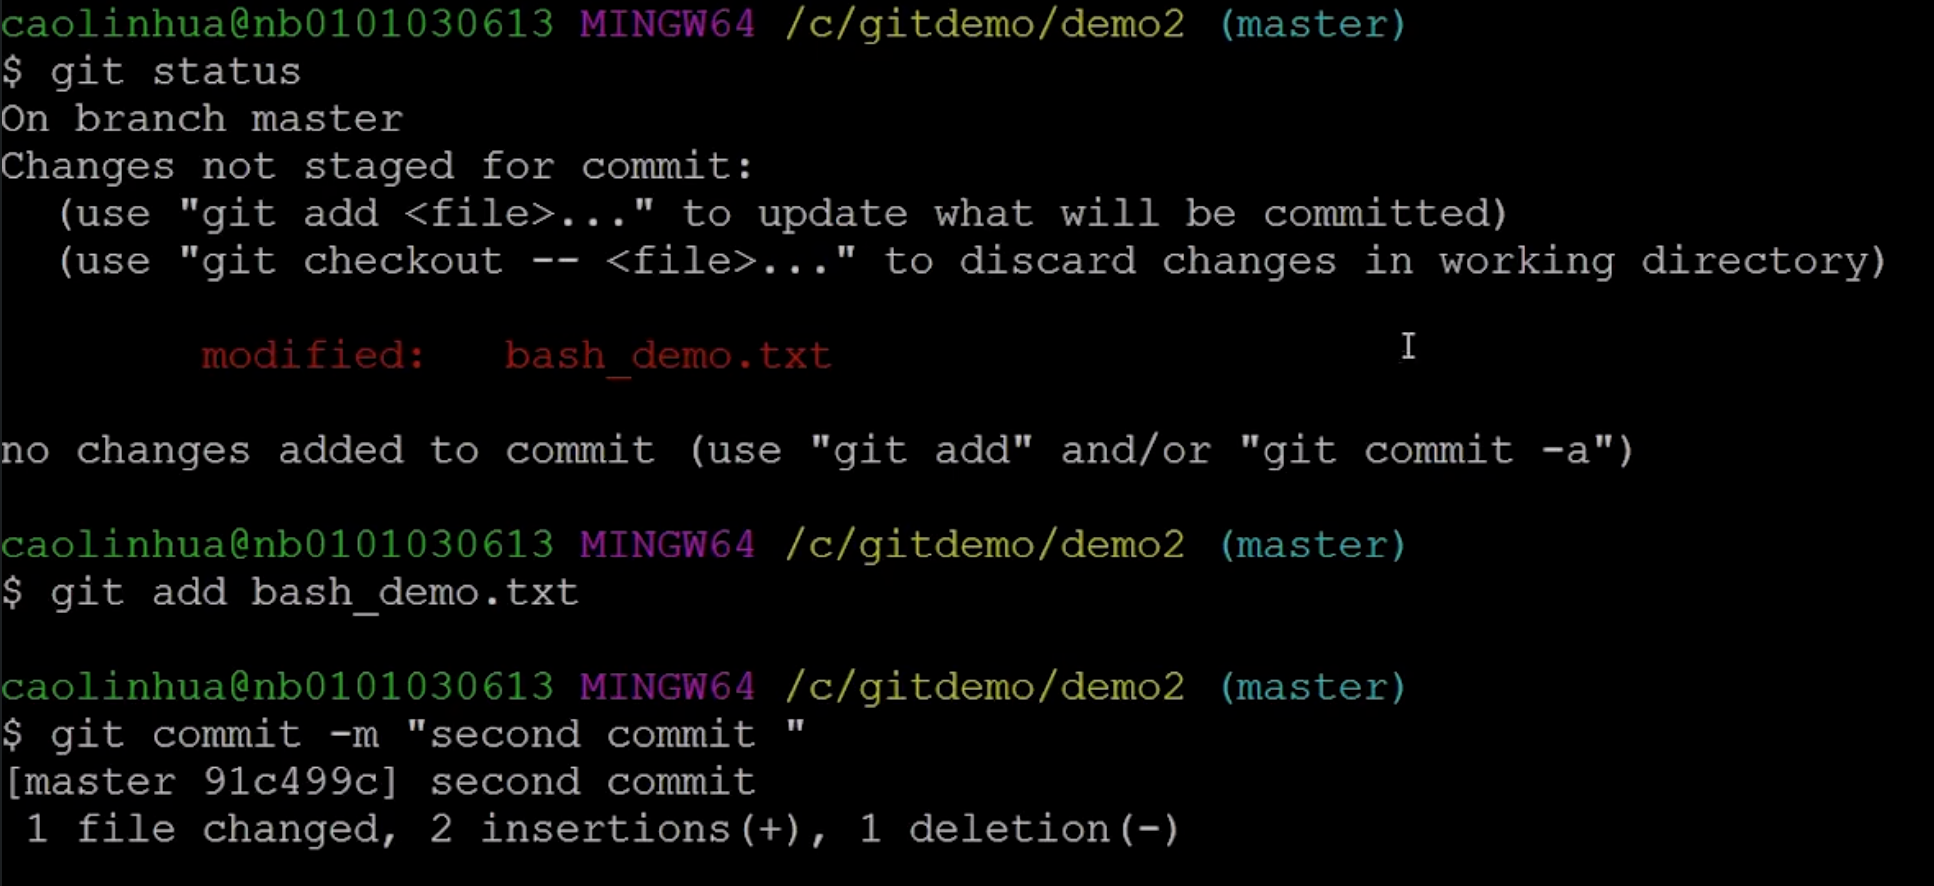 caolinhua@nb0101030613 MINGW64 /c/gitdemo/demo2 (master)
$ git status
On branch master
Changes not staged for commit:
  (use "git add <file>..." to update what will be committed)
  (use "git checkout -- <file>..." to discard changes in working directory)
        modified:   bash_demo.txt
no changes added to commit (use "git add" and/or "git commit -a")
caolinhua@nb0101030613 MINGW64 /c/gitdemo/demo2 (master)
$ git add bash_demo.txt
caolinhua@nb0101030613 MINGW64 /c/gitdemo/demo2 (master)
$ git commit -m "second commit "
[master 91c499c] second commit
 1 file changed, 2 insertions(+), 1 deletion(-)